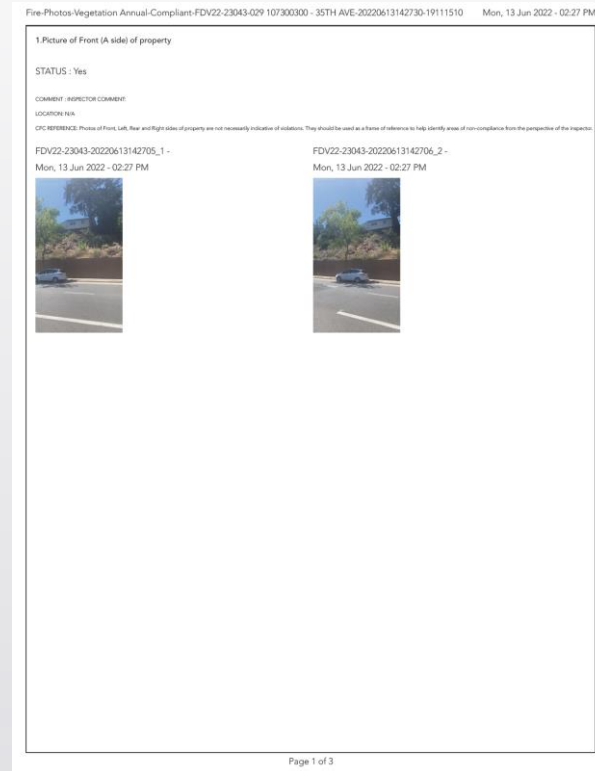 Fire-Photos-Vegetation Annual-Compliant-FDV22-23043-029 107300300 - 35TH AVE-20220613142730-19111510 Mon, 13 Jun 2022 - 02:27 PM
1.Picture of Front (A side) of property
STATUS : Yes
COMMENT : INSPECTOR COMMENT:
LOCATION: N/A
CFC REFERENCE: Photos of Front, Left, Rear and Right sides of property are not necessarily indicative of violations. They should be used as a frame of reference to help identify areas of non-compliance from the perspective of the inspector.
FDV22-23043-20220613142705_1 - FDV22-23043-20220613142706_2 -
Mon, 13 Jun 2022 - 02:27 PM Mon, 13 Jun 2022 - 02:27 PM
Page 1 of 3